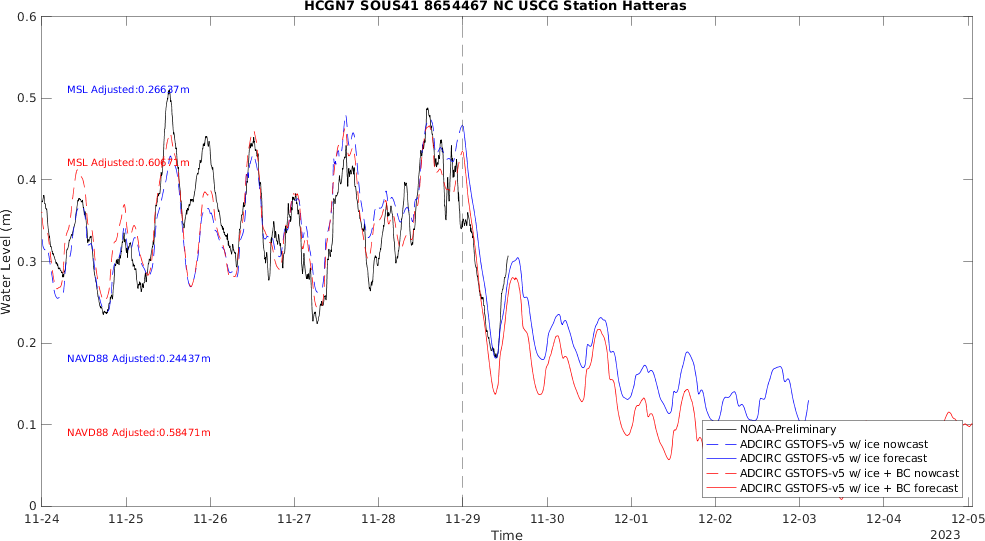 HCGN7 SOUS41 8654467 NC USCG Station Hatteras
Water Level (m)
0.6
0.5
0.4
0.3
0.2
0.1
0
MSL Adjusted:0.26637m
MSL Adjusted:0.60671m
NAVD88 Adjusted:0.24437m
NAVD88 Adjusted:0.58471m
NOAA-Preliminary
ADCIRC GSTOFS-v5 w/ ice nowcast
ADCIRC GSTOFS-v5 w/ ice forecast
ADCIRC GSTOFS-v5 w/ ice + BC nowcast
ADCIRC GSTOFS-v5 w/ ice + BC forecast
11-24 11-25 11-26 11-27 11-28 11-29 11-30 12-01 12-02 12-03 12-04 12-05
Time
2023